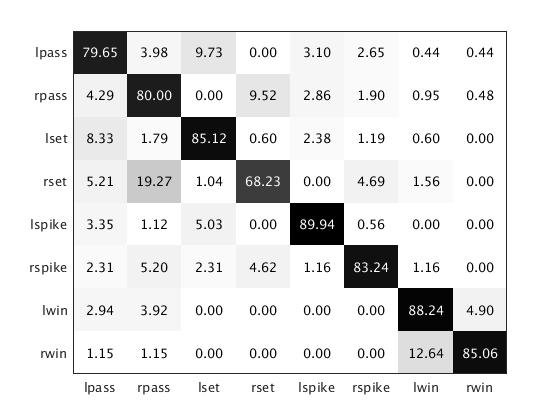 lpass 79.65 3.98 9.73 0.00 3.10 2.65 0.44 0.44
rpass 4.29 80.00 0.00 9.52 2.86 1.90 0.95 0.48
lset 8.33 1.79 85.12 0.60 2.38 1.19 0.60 0.00
rset 5.21 19.27 1.04 68.23 0.00 4.69 1.56 0.00
lspike 3.35 1.12 5.03 0.00 89.94 0.56 0.00 0.00
rspike 2.31 5.20 2.31 4.62 1.16 83.24 1.16 0.00
lwin 2.94 3.92 0.00 0.00 0.00 0.00 88.24 4.90
rwin 1.15 1.15 0.00 0.00 0.00 0.00 12.64 85.06
lpass rpass lset rset lspike rspike lwin rwin